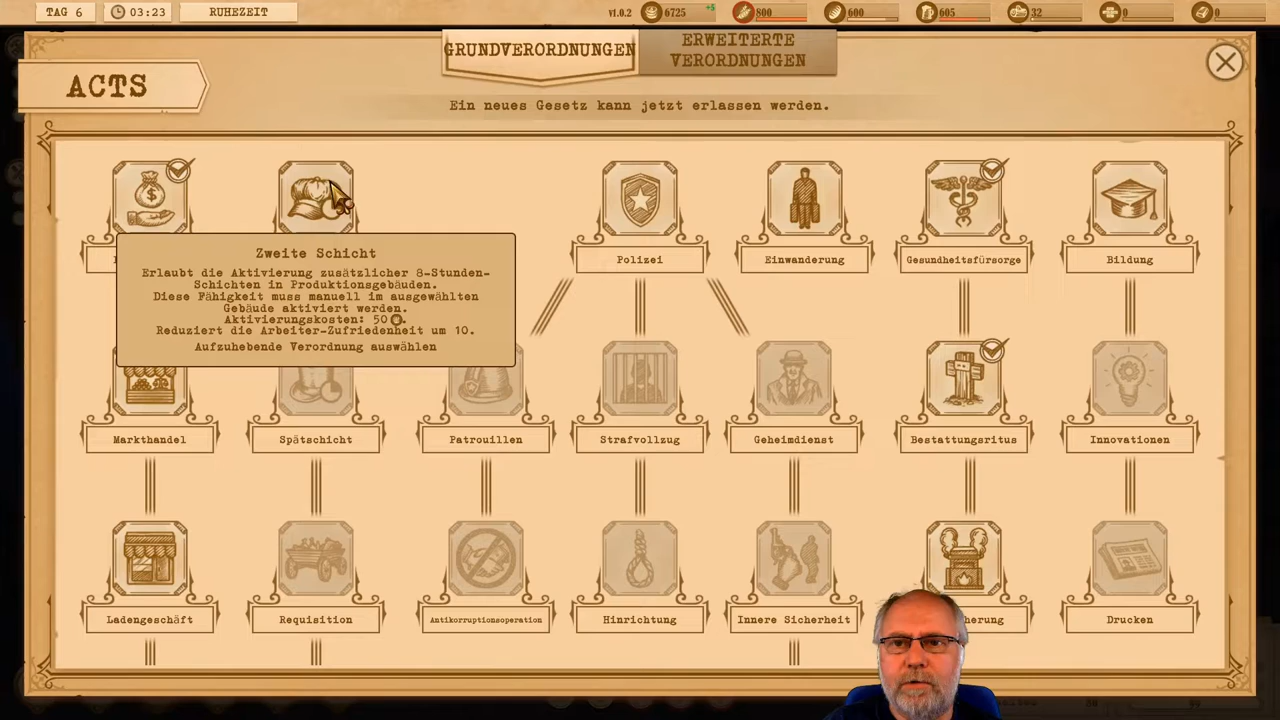 TAG 6
03:23
RUHEZEIT
v1.0.2
6725
+5
800
600
605
32
0
0
GRUNDVERORDNUNGEN
ERWEITERTE
VERORDNUNGEN
ACTS
Ein neues Gesetz kann jetzt erlassen werden.
Polizei
Einwanderung
Gesundheitsfürsorge
Bildung
Zweite Schicht
Erlaubt die Aktivierung zusätzlicher 8-Stunden-
Schichten in Produktionsgebäuden.
Diese Fähigkeit muss manuell im ausgewählten
Gebäude aktiviert werden.
Aktivierungskosten: 50.
Reduziert die Arbeiter-Zufriedenheit um 10.
Aufzuhebende Verordnung auswählen
Markthandel
Spätschicht
Patrouillen
Strafvollzug
Geheimdienst
Bestattungsritus
Innovationen
Ladengeschäft
Requisition
Antikorruptionsoperation
Hinrichtung
Innere Sicherheit
herung
Drucken